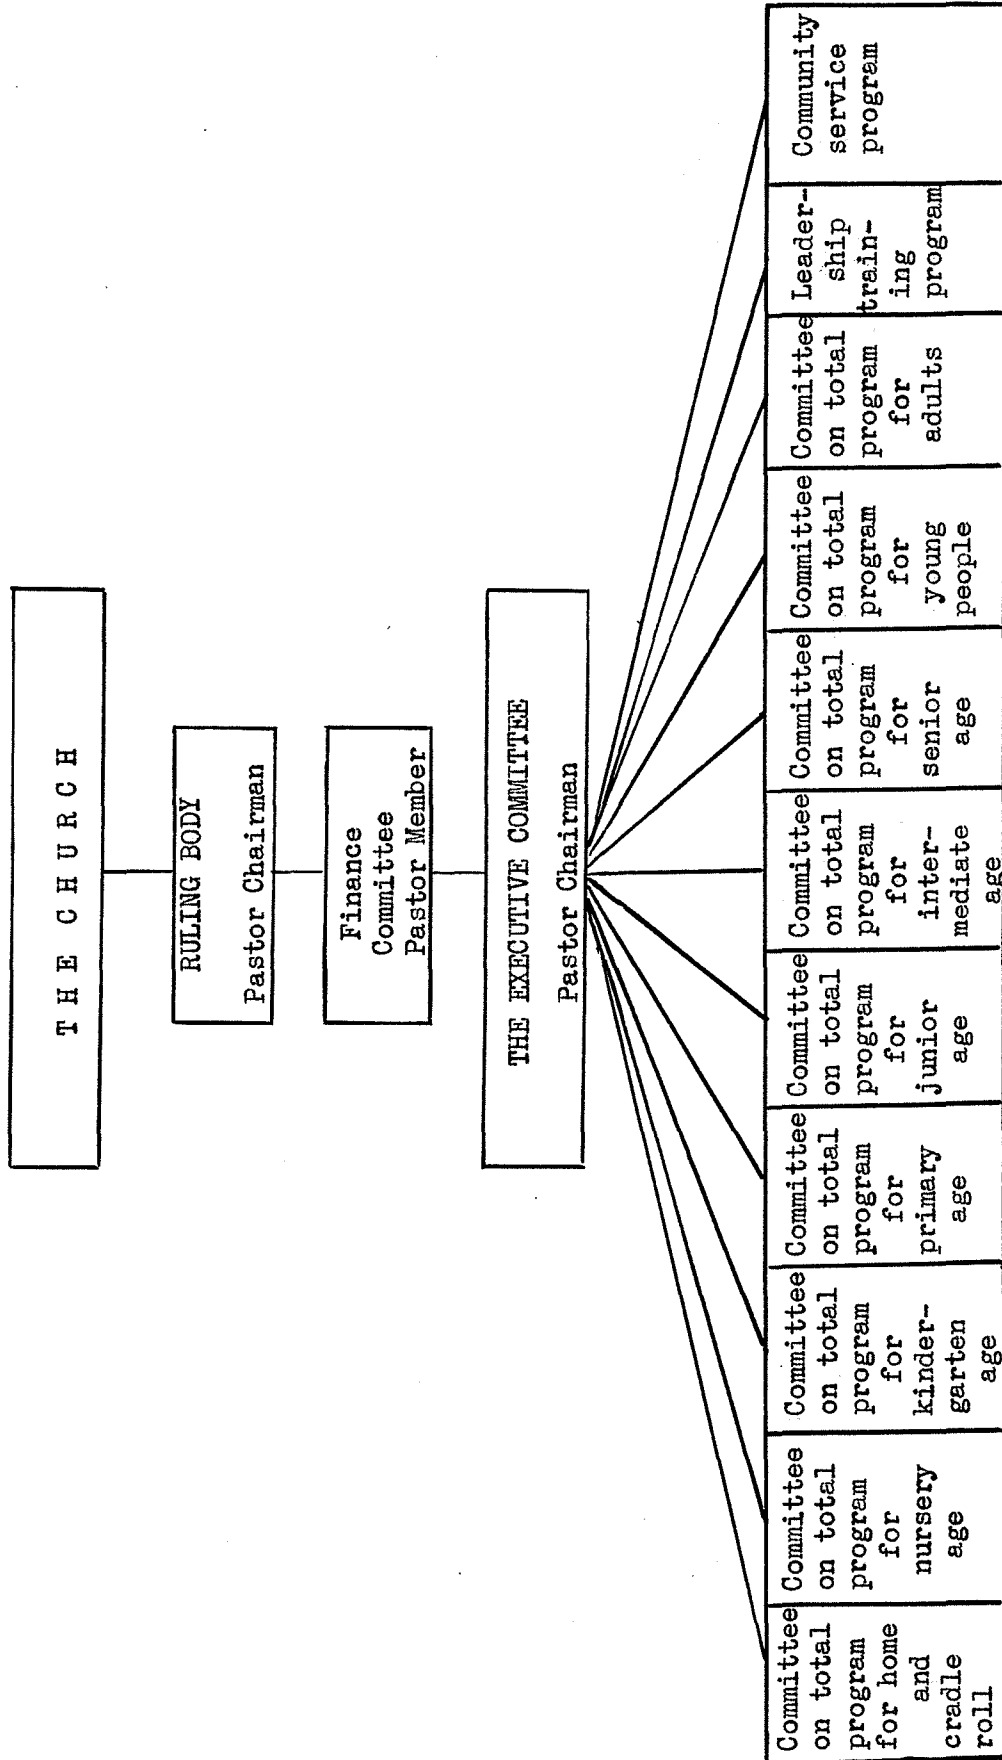 T H E C H U R C H
RULING BODY
Pastor Chairman
Finance
Committee
Pastor Member
THE EXECUTIVE COMMITTEE
Pastor Chairman
Committee
on total
program
for home
and
cradle
roll
Committee
on total
program
for
nursery
age
Committee
on total
program
for
kinder-
garten
age
Committee
on total
program
for
primary
age
Committee
on total
program
for
junior
age
Committee
on total
program
for
inter-
mediate
age
Committee
on total
program
for
senior
age
Committee
on total
program
for
young
people
Committee
on total
program
for
adults
Leader-
ship
train-
ing
program
Community
service
program